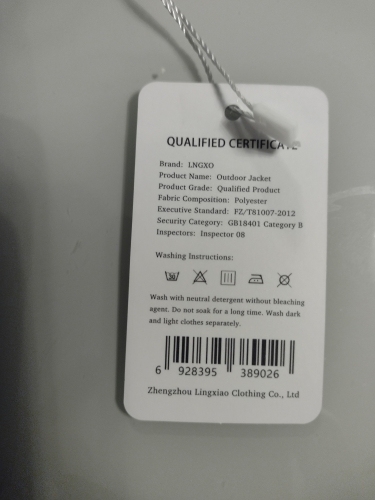 QUALIFIED CERTIFICATE
Brand: LNGXO
Product Name: Outdoor Jacket
Product Grade: Qualified Product
Fabric Composition: Polyester
Executive Standard: FZ/T81007-2012
Security Category: GB18401 Category B
Inspectors: Inspector 08
Washing Instructions:
Wash with neutral detergent without bleaching
agent. Do not soak for a long time. Wash dark
and light clothes separately.
6 928395 389026
Zhengzhou Lingxiao Clothing Co., Ltd